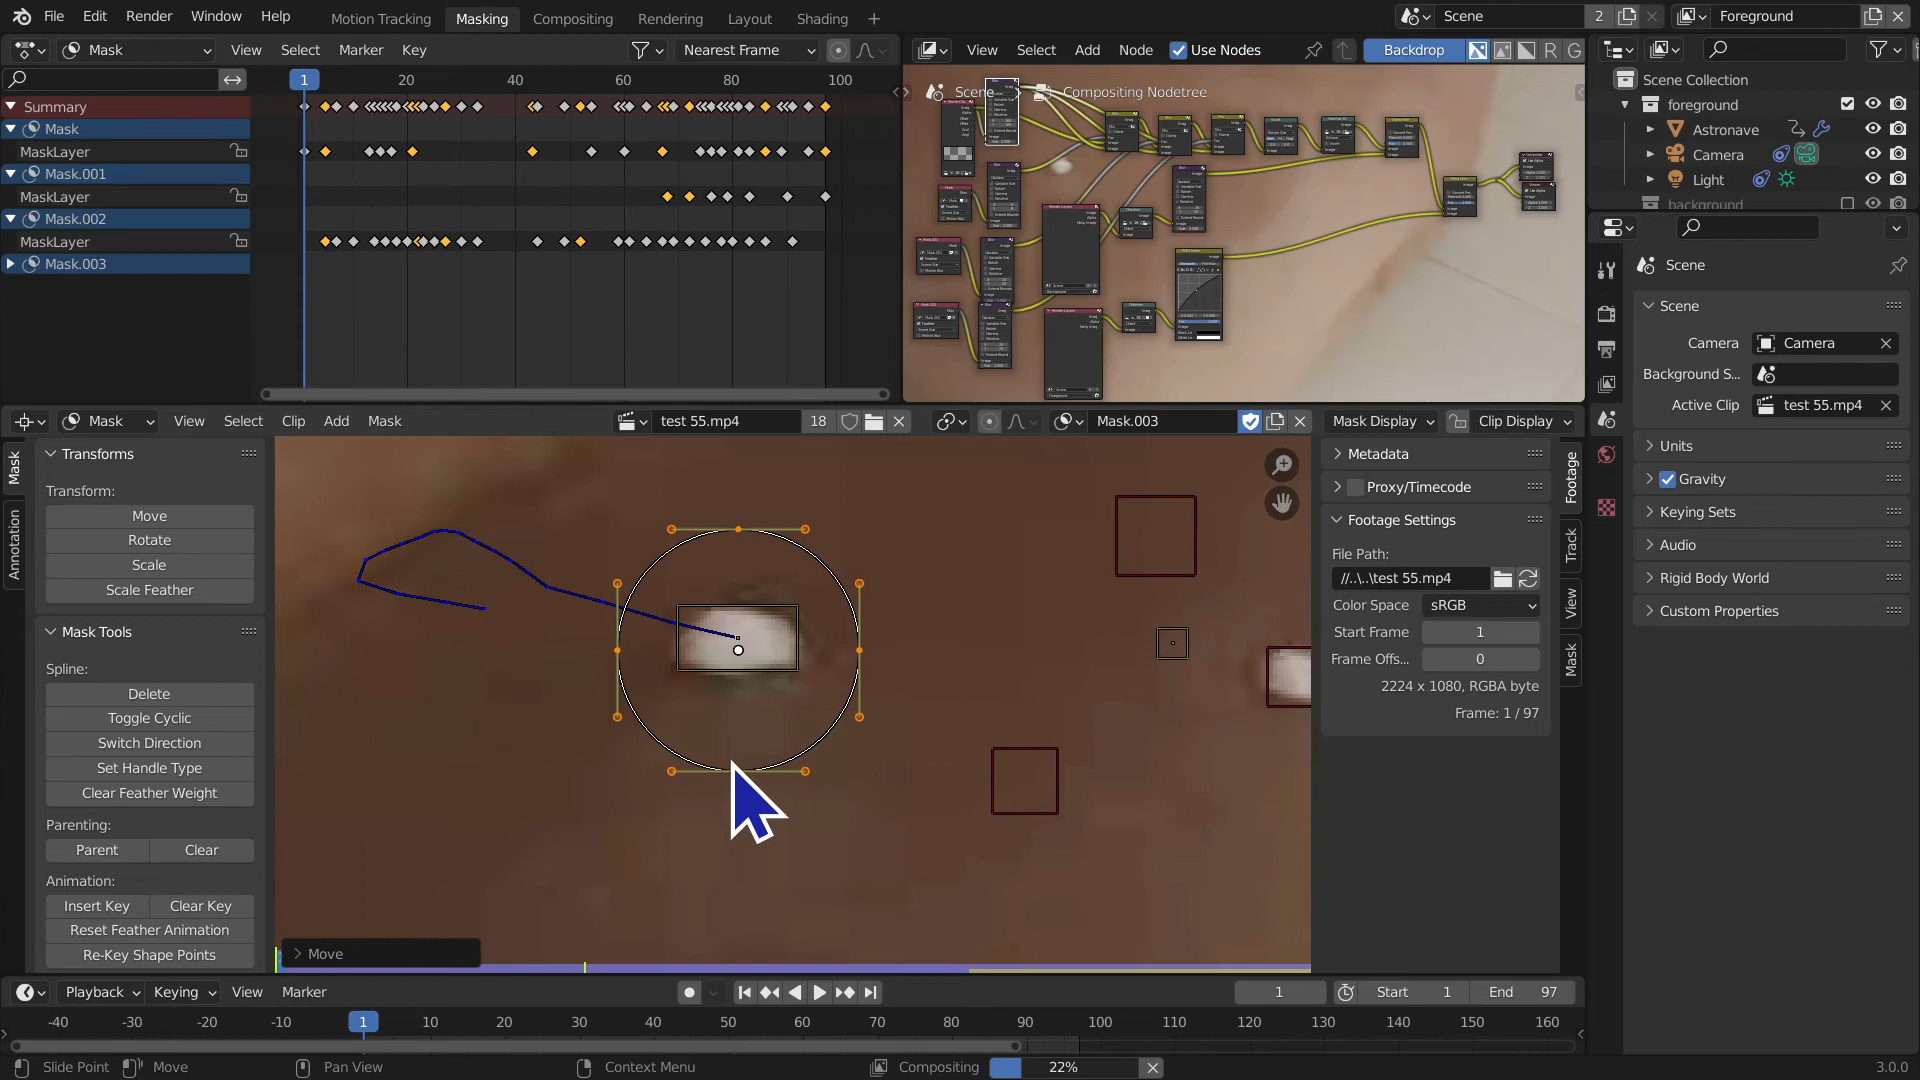 File Edit Render Window Help Motion Tracking Masking Compositing Rendering Layout Shading + Scene 2 Foreground
Mask View Select Marker Key Nearest Frame
View Select Add Node Use Nodes Backdrop R G
1 20 40 60 80 100
Summary
Mask
MaskLayer
Mask.001
MaskLayer
Mask.002
MaskLayer
Mask.003
Scene Compositing Nodetree
Scene Collection
foreground
Astronave
Camera
Light
background
Scene
Scene
Camera Camera
Background S...
Active Clip test 55.mp4
Units
Gravity
Keying Sets
Audio
Rigid Body World
Custom Properties
Mask View Select Clip Add Mask test 55.mp4 18 Mask.003 Mask Display Clip Display
Mask
Annotation
Transforms
Transform:
Move
Rotate
Scale
Scale Feather
Mask Tools
Spline:
Delete
Toggle Cyclic
Switch Direction
Set Handle Type
Clear Feather Weight
Parenting:
Parent Clear
Animation:
Insert Key Clear Key
Reset Feather Animation
Re-Key Shape Points
Move
Metadata
Proxy/Timecode
Footage Settings
File Path:
//..\..\test 55.mp4
Color Space sRGB
Start Frame 1
Frame Offs... 0
2224 x 1080, RGBA byte
Frame: 1 / 97
Footage
Track
View
Mask
Playback Keying View Marker 1 Start 1 End 97
-40 -30 -20 -10 1 10 20 30 40 50 60 70 80 90 100 110 120 130 140 150 160
Slide Point Move Pan View Context Menu Compositing 22% 3.0.0